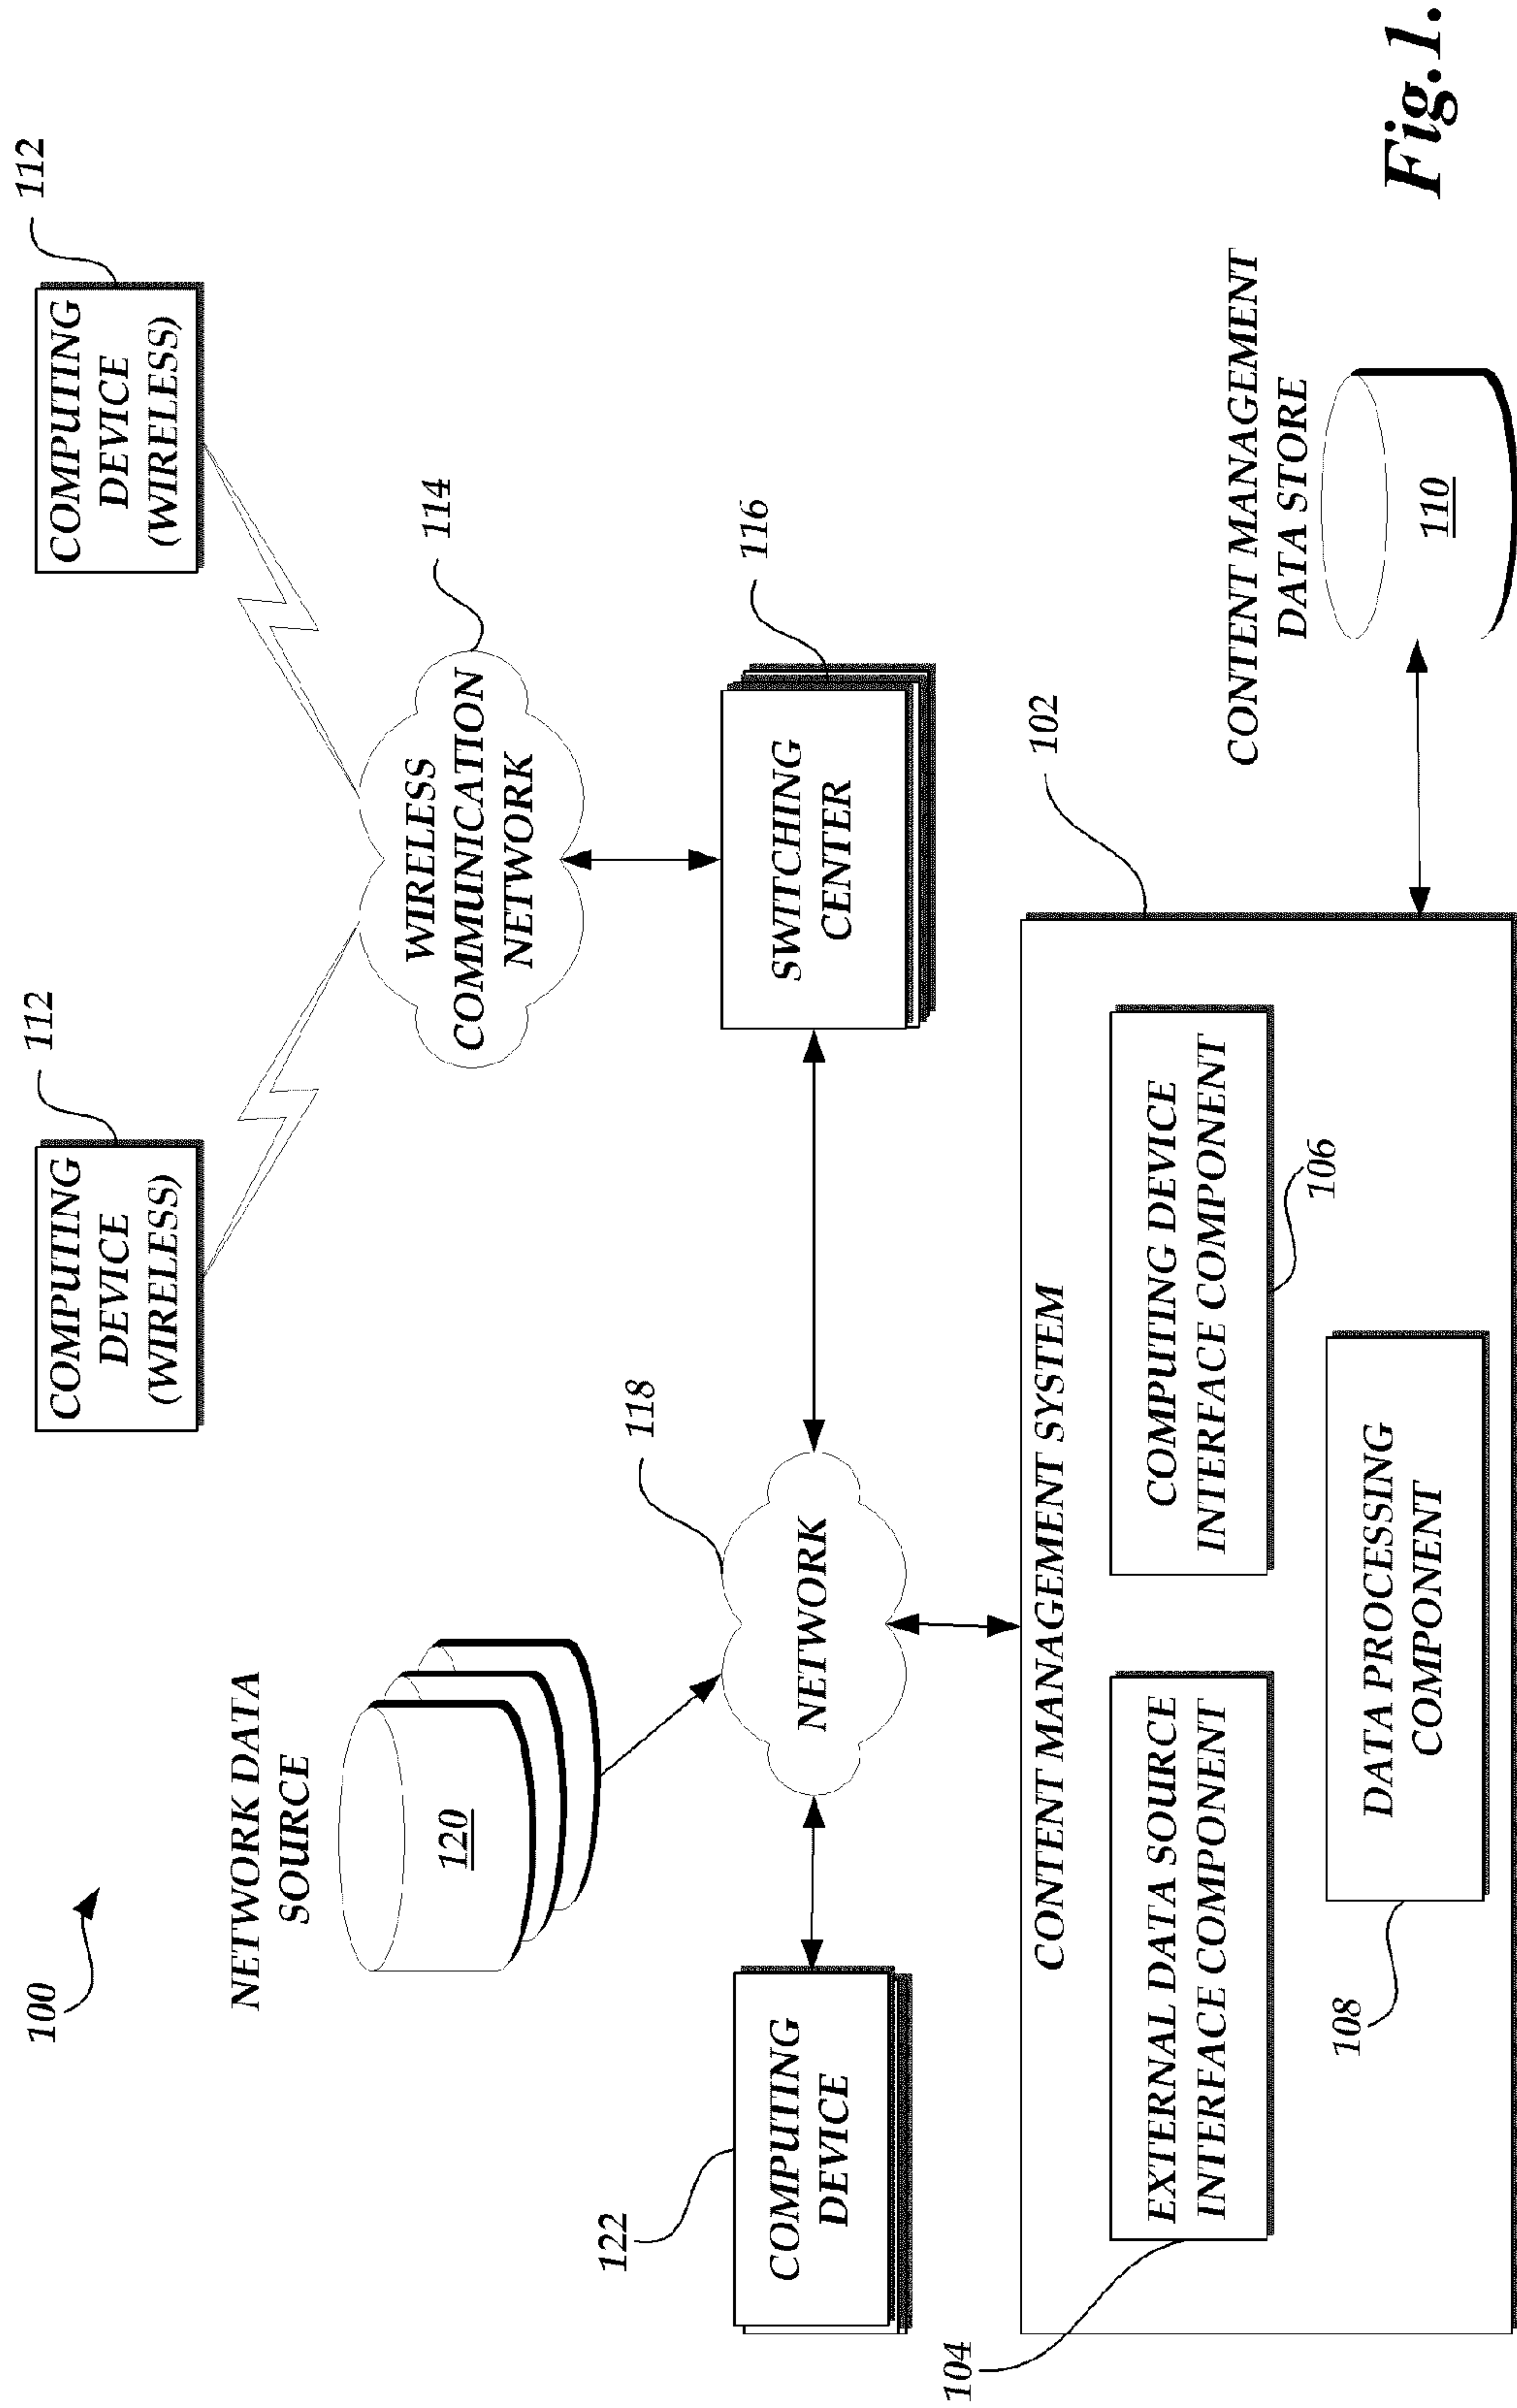 100
112
112
COMPUTING
DEVICE
(WIRELESS)
COMPUTING
DEVICE
(WIRELESS)
NETWORK DATA
SOURCE
120
114
WIRELESS
COMMUNICATION
NETWORK
122
118
116
COMPUTING
DEVICE
NETWORK
SWITCHING
CENTER
104
102
CONTENT MANAGEMENT SYSTEM
EXTERNAL DATA SOURCE
INTERFACE COMPONENT
COMPUTING DEVICE
INTERFACE COMPONENT
106
108
DATA PROCESSING
COMPONENT
CONTENT MANAGEMENT
DATA STORE
110
Fig.1.